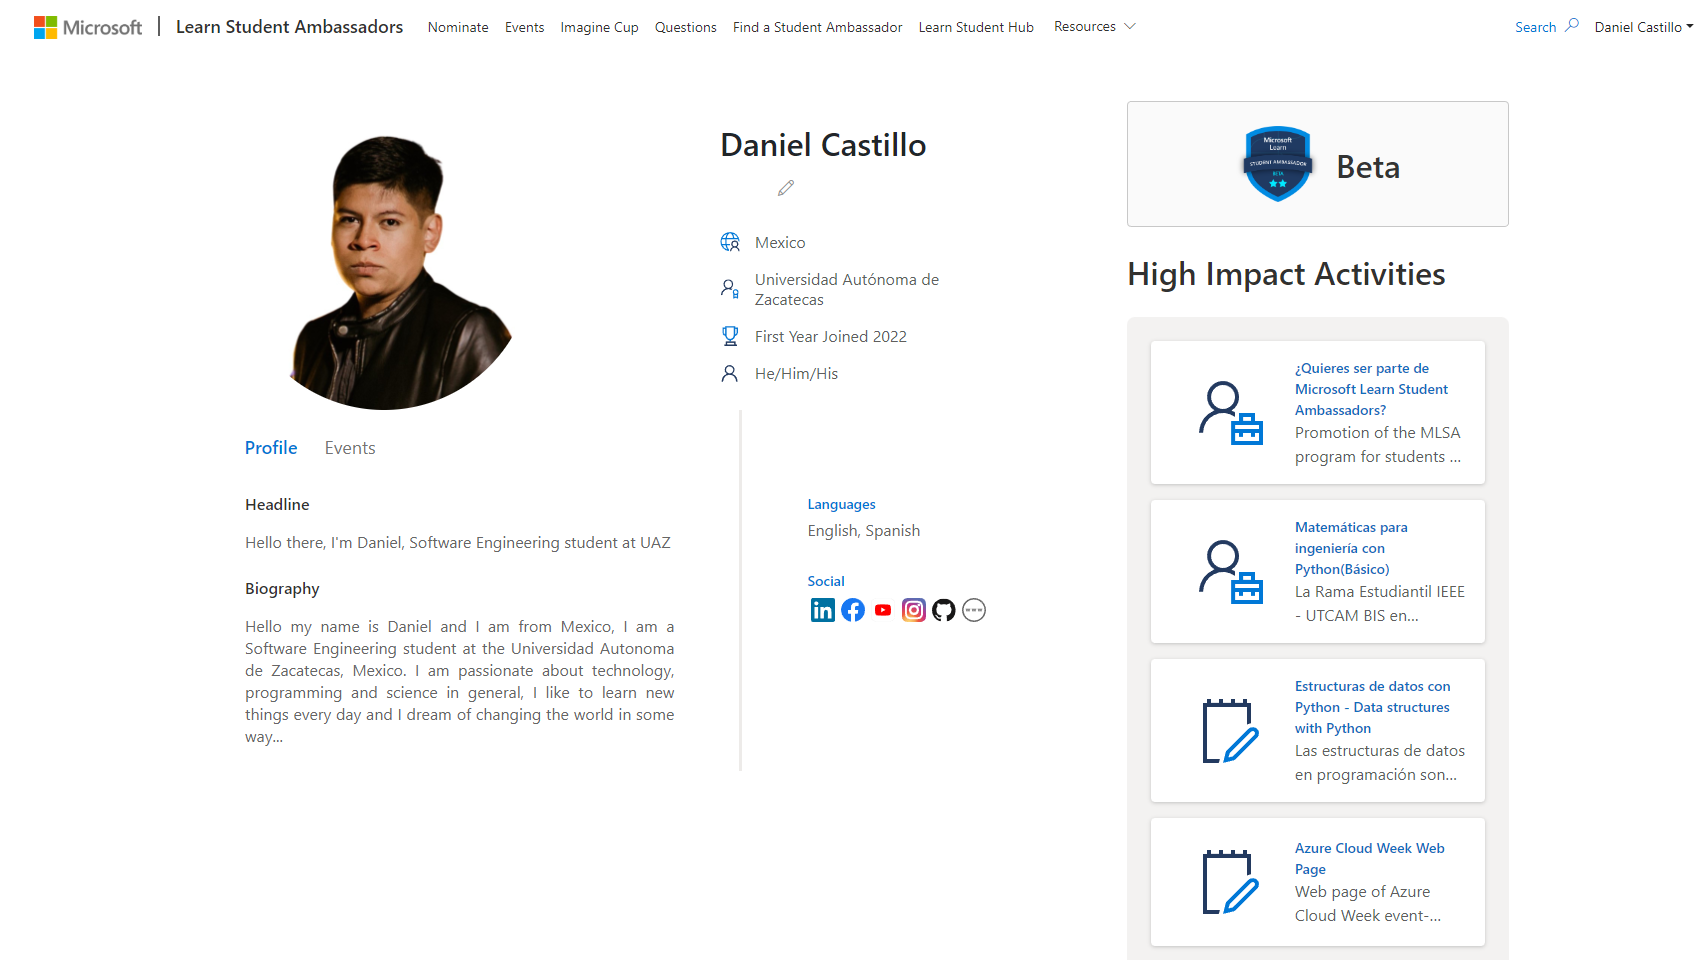 Microsoft
Learn Student Ambassadors
Nominate
Events
Imagine Cup
Questions
Find a Student Ambassador
Learn Student Hub
Resources
Search
Daniel Castillo
Daniel Castillo
Mexico
Universidad Autónoma de
Zacatecas
First Year Joined 2022
He/Him/His
Profile
Events
Headline
Hello there, I'm Daniel, Software Engineering student at UAZ
Biography
Hello my name is Daniel and I am from Mexico, I am a
Software Engineering student at the Universidad Autonoma
de Zacatecas, Mexico. I am passionate about technology,
programming and science in general, I like to learn new
things every day and I dream of changing the world in some
way...
Languages
English, Spanish
Social
in
Microsoft
Learn
STUDENT AMBASSADOR
BETA
Beta
High Impact Activities
¿Quieres ser parte de
Microsoft Learn Student
Ambassadors?
Promotion of the MLSA
program for students ...
Matemáticas para
ingeniería con
Python(Básico)
La Rama Estudiantil IEEE
- UTCAM BIS en...
Estructuras de datos con
Python - Data structures
with Python
Las estructuras de datos
en programación son...
Azure Cloud Week Web
Page
Web page of Azure
Cloud Week event-...